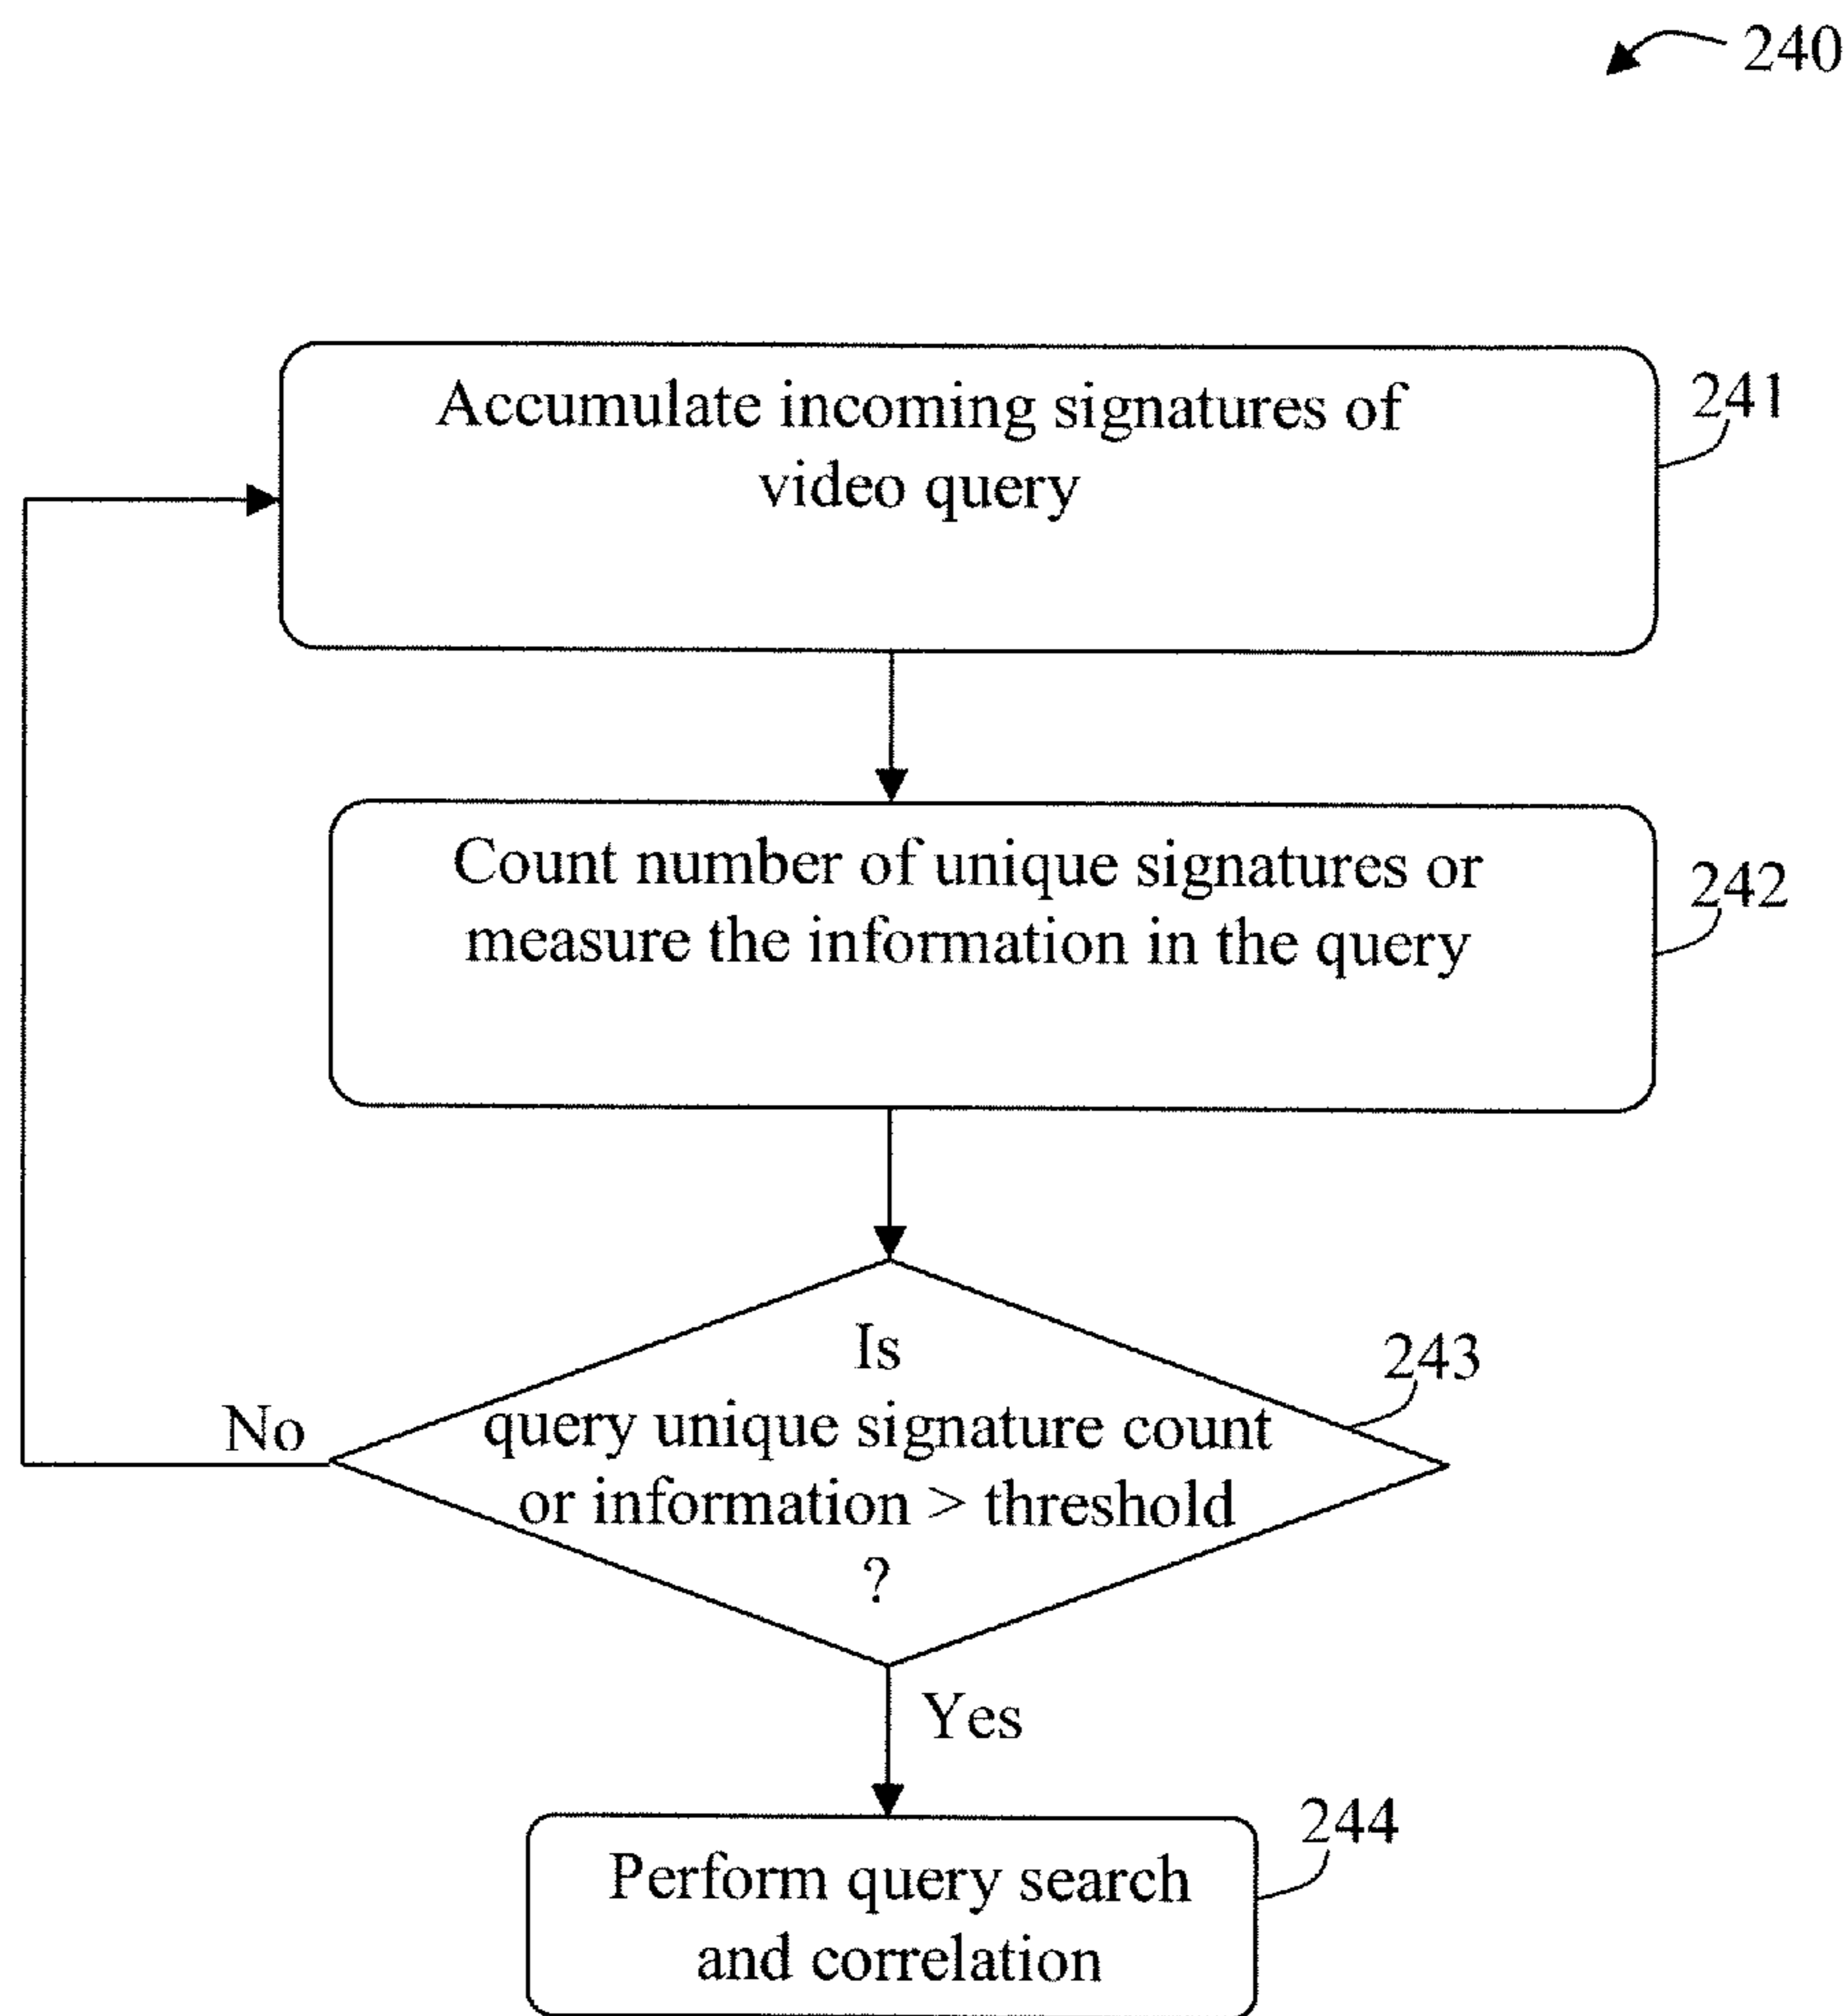 240
Accumulate incoming signatures of
video query
241
Count number of unique signatures or
measure the information in the query
242
Is
query unique signature count
or information > threshold
?
243
No
Yes
Perform query search
and correlation
244